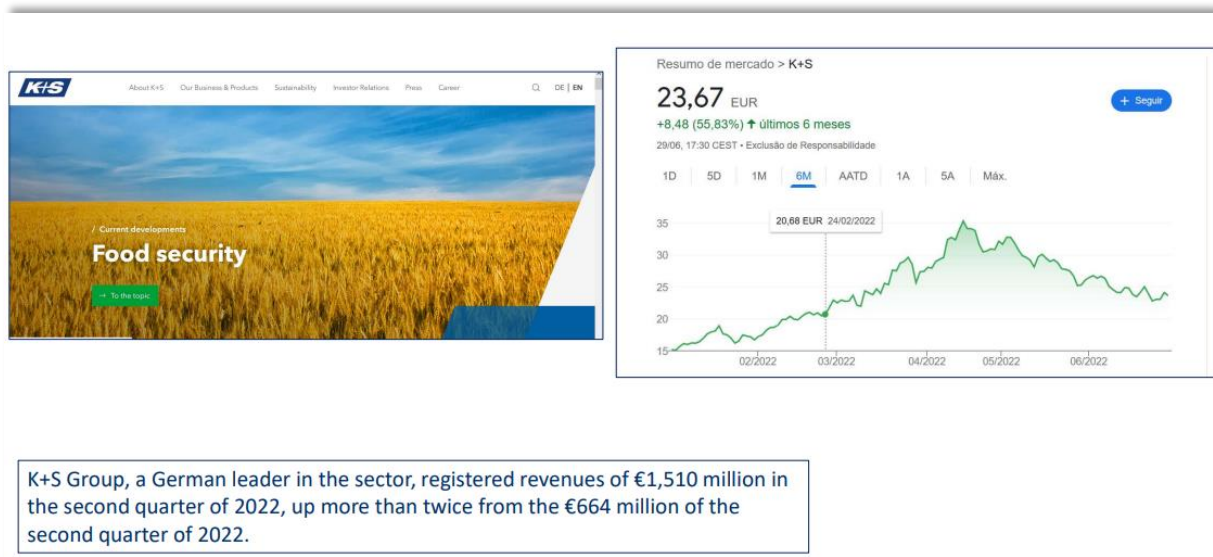 K+S
About K+S Our Business & Products Sustainability Investor Relations Press Career DE | EN
/ Current developments
Food security
→ To the topic
Resumo de mercado > K+S
23,67 EUR
+ Seguir
+8,48 (55,83%) ↑ últimos 6 meses
29/06, 17:30 CEST • Exclusão de Responsabilidade
1D 5D 1M 6M AATD 1A 5A Máx.
20,68 EUR 24/02/2022
35
30
25
20
15
02/2022 03/2022 04/2022 05/2022 06/2022
K+S Group, a German leader in the sector, registered revenues of €1,510 million in
the second quarter of 2022, up more than twice from the €664 million of the
second quarter of 2022.